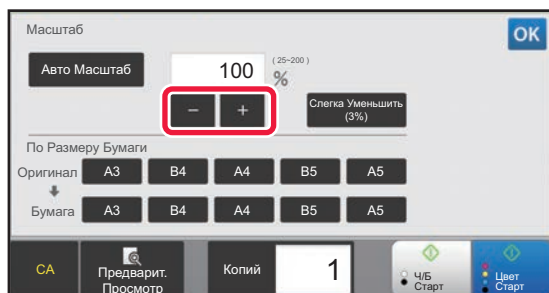 Масштаб
OK
Авто Масштаб
100
(25~200)
%
−
+
Слегка Уменьшить
(3%)
По Размеру Бумаги
Оригинал
A3
B4
A4
B5
A5
Бумага
A3
B4
A4
B5
A5
CA
Предварит.
Просмотр
Копий
1
Ч/Б
Старт
Цвет
Старт